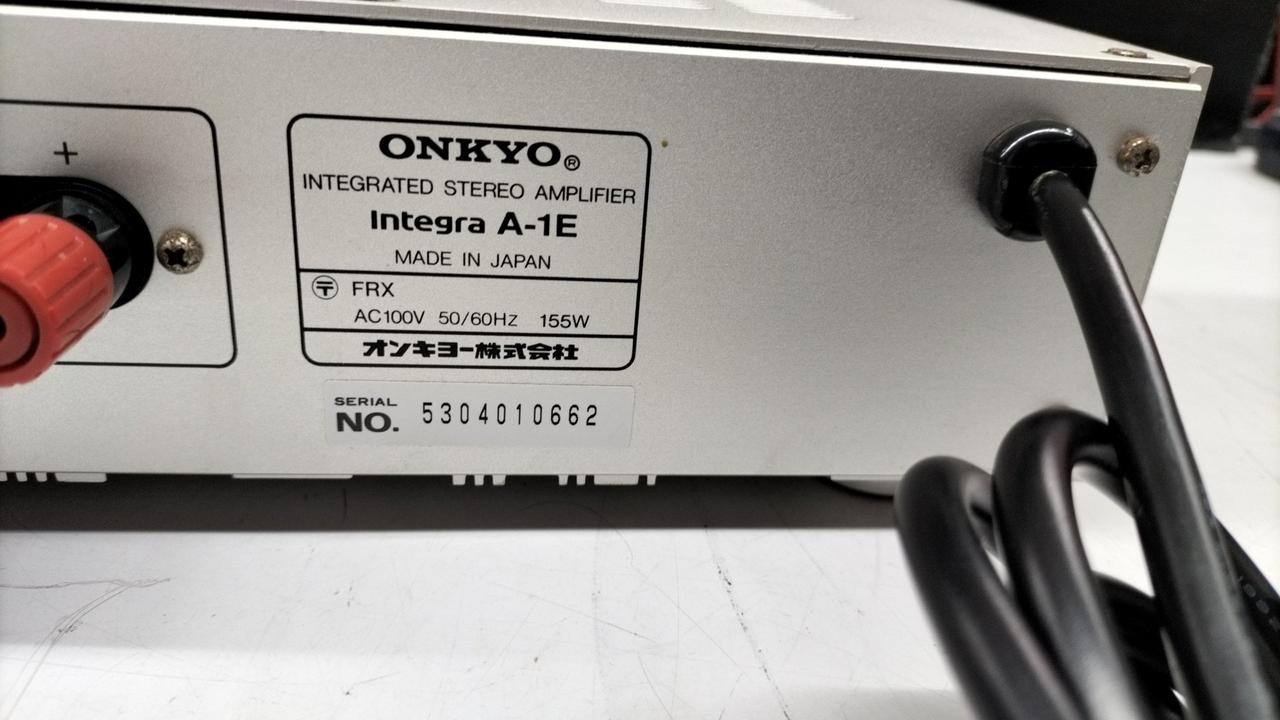 +
ONKYO®
INTEGRATED STEREO AMPLIFIER
Integra A-1E
MADE IN JAPAN
〶 FRX
AC100V 50/60Hz 155W
オンキヨー株式会社
SERIAL
NO. 5304010662